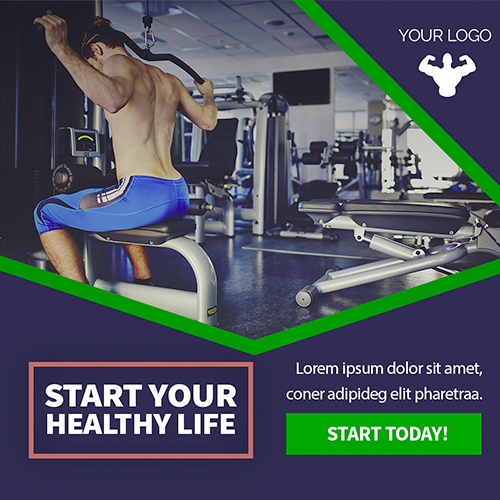 YOUR LOGO
START YOUR
HEALTHY LIFE
Lorem ipsum dolor sit amet,
coner adipideg elit pharetraa.
START TODAY!